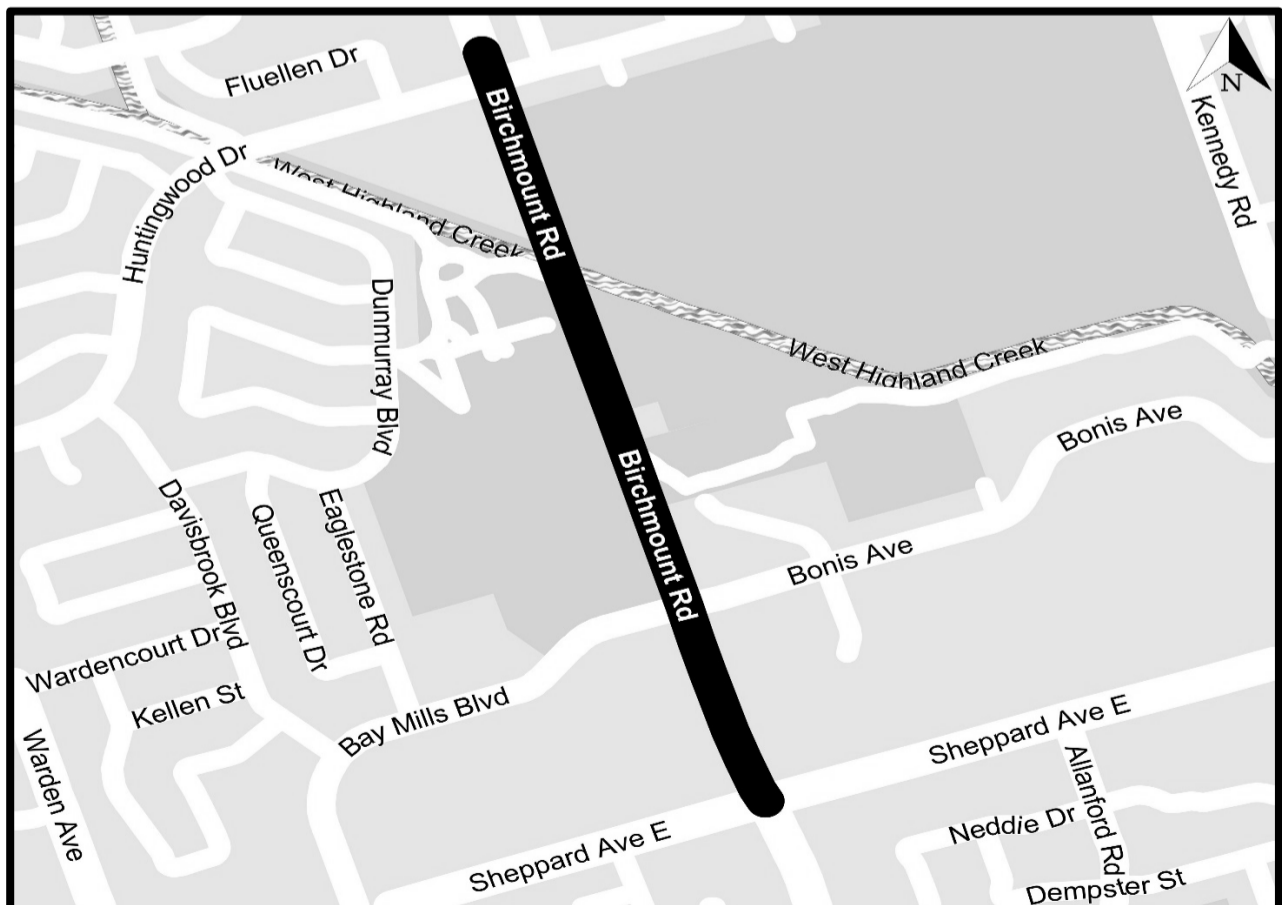 Fluellen Dr
N
Birchmount Rd
Kennedy Rd
Huntingwood Dr
West Highland Creek
Dunmurray Blvd
West Highland Creek
Bonis Ave
Birchmount Rd
Davisbrook Blvd
Queenscourt Dr
Eaglestone Rd
Bonis Ave
Wardencourt Dr
Kellen St
Bay Mills Blvd
Warden Ave
Sheppard Ave E
Allanford Rd
Neddie Dr
Sheppard Ave E
Dempster St